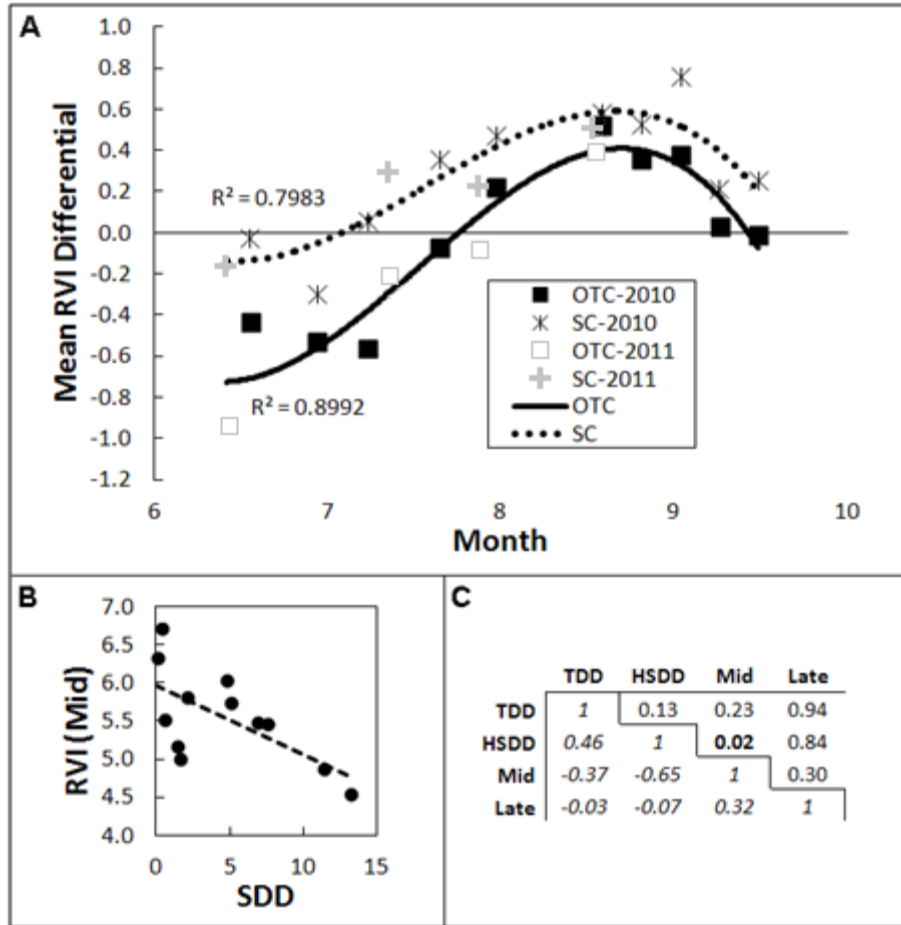 A
Mean RVI Differential
1.0
0.8
0.6
0.4
0.2
0.0
-0.2
-0.4
-0.6
-0.8
-1.0
-1.2
R² = 0.7983
R² = 0.8992
OTC-2010
SC-2010
OTC-2011
SC-2011
OTC
SC
6 7 8 9 10
Month
B
RVI (Mid)
7.0
6.5
6.0
5.5
5.0
4.5
4.0
0 5 10 15
SDD
C
TDD HSDD Mid Late
TDD 1 0.13 0.23 0.94
HSDD 0.46 1 0.02 0.84
Mid -0.37 -0.65 1 0.30
Late -0.03 -0.07 0.32 1